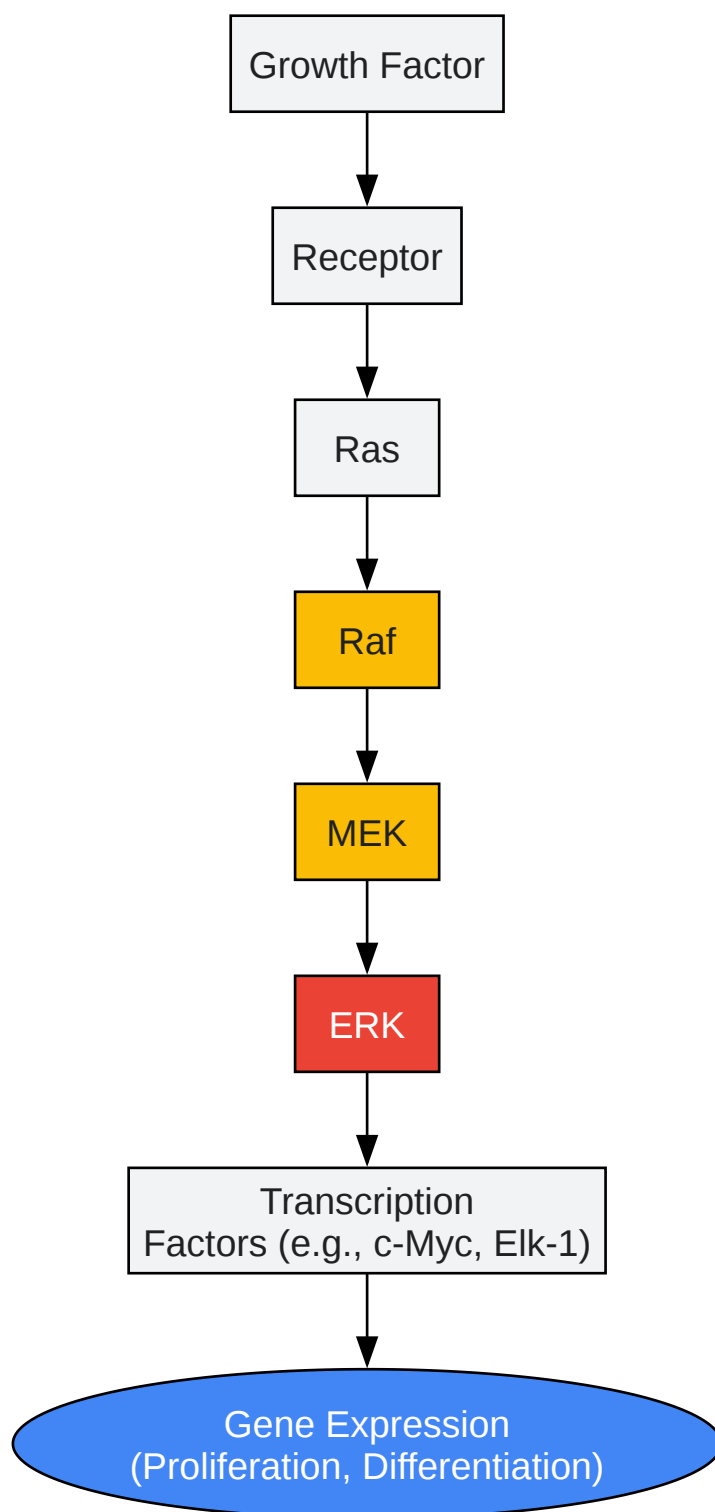 Growth Factor
Receptor
Ras
Raf
MEK
ERK
Transcription
Factors (e.g., c-Myc, Elk-1)
Gene Expression
(Proliferation, Differentiation)